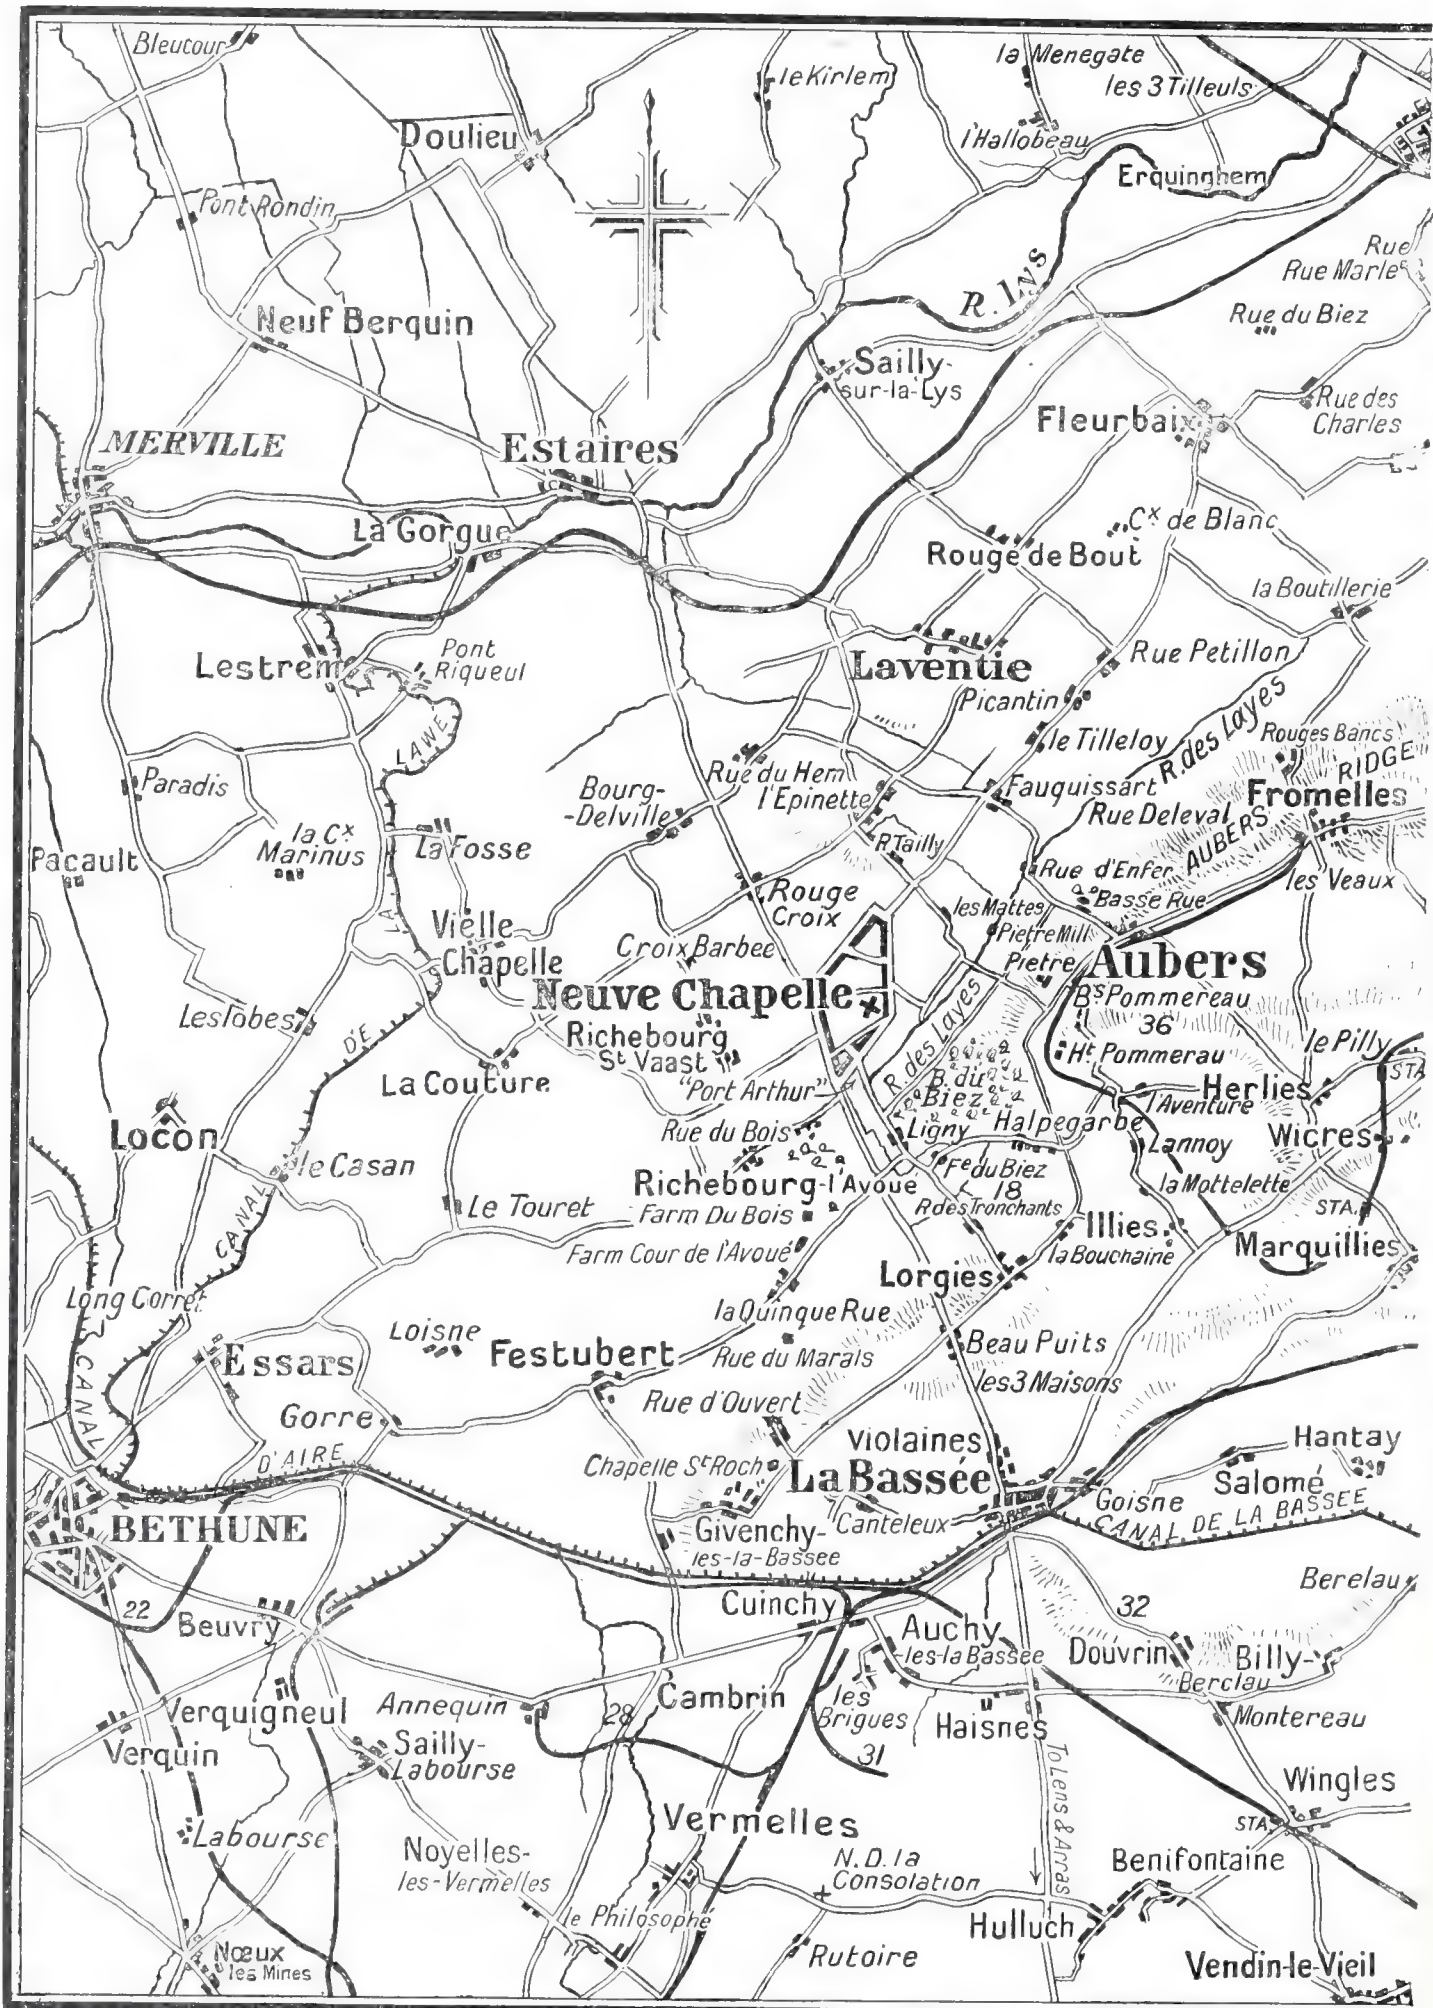 Bleutour
la Menegate
le Kirlem
les 3 Tilleuls
Doulieu
l'Hallobeau
Erquinghem
Pont Rondin
Rue
Rue Marle
R. Lys
Neuf Berquin
Rue du Biez
Sailly-
sur-la-Lys
Rue des
Charles
Fleurbaix
MERVILLE
Estaires
La Gorgue
Cx de Blanc
Rouge de Bout
la Boutillerie
Lestrem
Pont
Riqueul
Laventie
Rue Petillon
Picantin
R. des Layes
LAWE
le Tilleloy
Rouges Bancs
RIDGE
Paradis
Bourg-
-Delville
Rue du Hem
l'Epinette
Fauquissart
Rue Deleval
Fromelles
AUBERS
la Cx
Marinus
La Fosse
R Tailly
Pacault
Rue d'Enfer
les Veaux
Rouge
Croix
Basse Rue
les Mattes
Vielle
Chapelle
LA
Pietre Mill
Croix Barbee
Pietre
Aubers
Neuve Chapelle
Bs Pommereau
36
Les Lobes
DE
Richebourg
St Vaast
R. des Layes
Ht Pommerau
le Pilly
STA
La Couture
"Port Arthur"
B. du
Biez
Herlies
l'Aventure
Locon
Rue du Bois
Ligny
Halpegarbe
Lannoy
Wicres
le Casan
Richebourg-l'Avoué
Fe du Biez
18
la Mottelette
CANAL
Le Touret
Farm Du Bois
R des Tronchants
STA.
Illies
Farm Cour de l'Avoué
la Bouchaine
Marquillies
Lorgies
Long Corret
la Quinque Rue
Loisne
Essars
Festubert
Rue du Marais
Beau Puits
CANAL
les 3 Maisons
Rue d'Ouvert
Gorre
Violaines
Hantay
D'AIRE
Chapelle St Roch
La Bassée
Salomé
Goisne
BETHUNE
Givenchy-
les-la-Bassee
Canteleux
CANAL DE LA BASSEE
Berelau
22
Beuvry
Cuinchy
32
Auchy
-les-la Bassée
Douvrin
Billy-
Berclau
Verquigneul
Annequin
Cambrin
28
les
Brigues
Haisnes
Montereau
Verquin
Sailly-
Labourse
31
To Lens & Arras
Wingles
Vermelles
STA.
Labourse
Noyelles-
les-Vermelles
N.D. la
Consolation
Benifontaine
le Philosophé
Hulluch
Nœux
les Mines
Rutoire
Vendin-le-Vieil